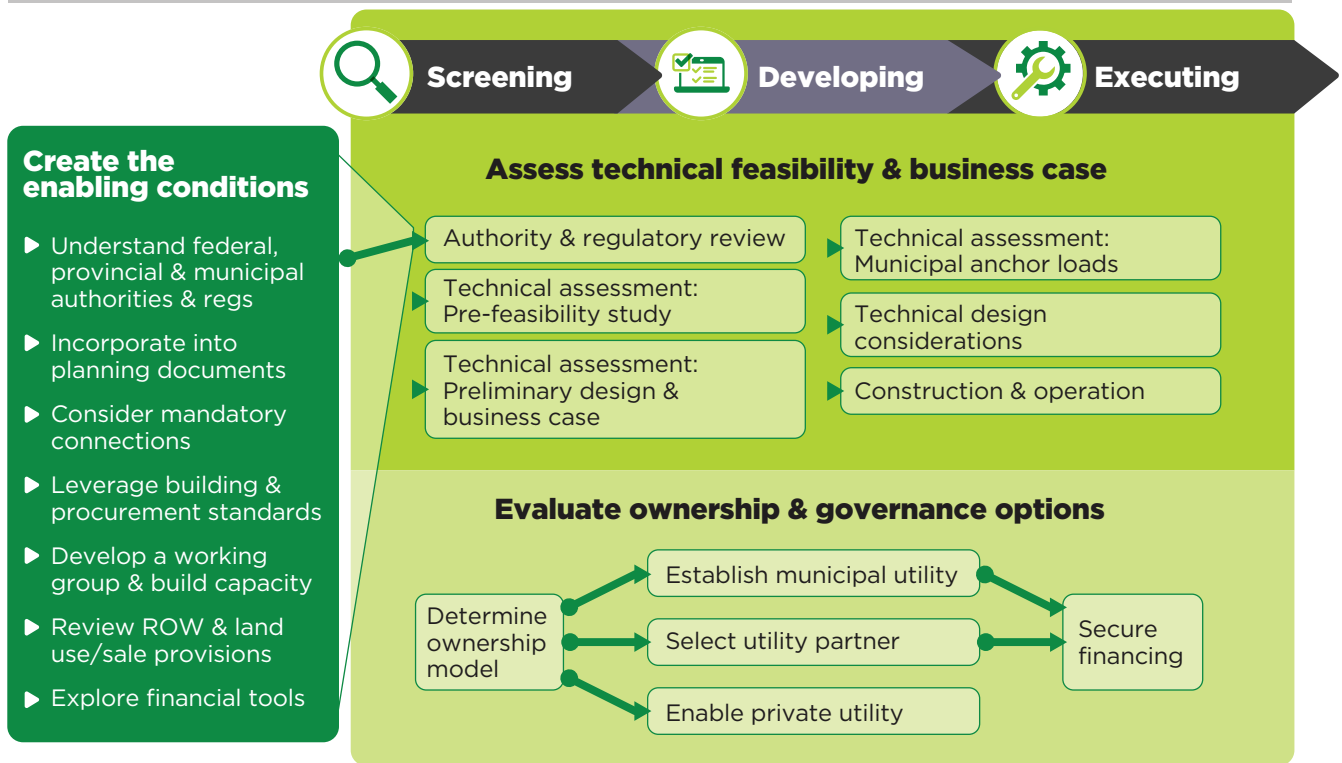 Screening
Developing
Executing
Create the
enabling conditions
Understand federal,
provincial & municipal
authorities & regs
Incorporate into
planning documents
Consider mandatory
connections
Leverage building &
procurement standards
Develop a working
group & build capacity
Review ROW & land
use/sale provisions
Explore financial tools
Assess technical feasibility & business case
Authority & regulatory review
Technical assessment:
Pre-feasibility study
Technical assessment:
Preliminary design &
business case
Technical assessment:
Municipal anchor loads
Technical design
considerations
Construction & operation
Evaluate ownership & governance options
Determine
ownership
model
Establish municipal utility
Select utility partner
Enable private utility
Secure
financing